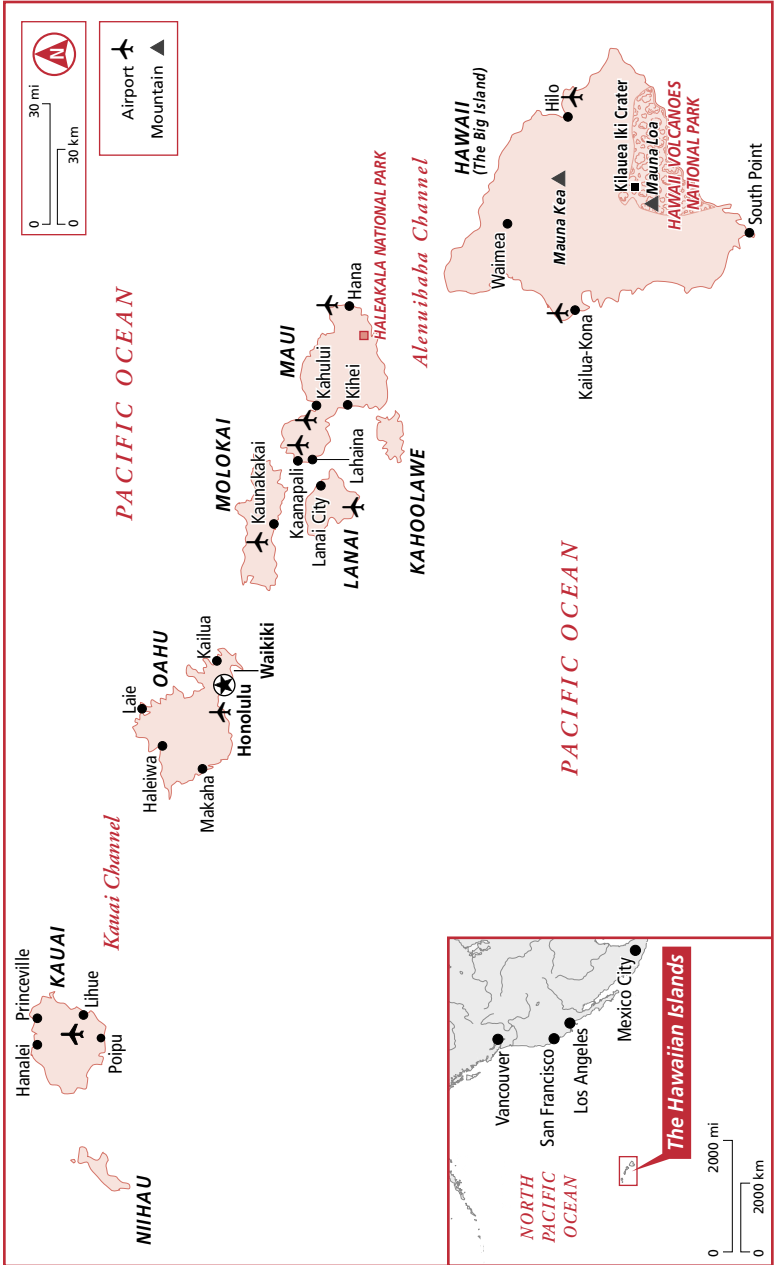 NIIHAU
Hanalei
Princeville
KAUAI
Lihue
Poipu
Kauai Channel
Laie
Haleiwa
OAHU
Makaha
Kailua
Honolulu
Waikiki
PACIFIC OCEAN
MOLOKAI
Kaunakakai
MAUI
Kaanapali
Kahului
Lanai City
Lahaina
Kihei
Hana
LANAI
HALEAKALA NATIONAL PARK
KAHOOLAWE
Alenuihaha Channel
HAWAII
(The Big Island)
Waimea
Hilo
Mauna Kea
Kailua-Kona
Kilauea Iki Crater
Mauna Loa
HAWAII VOLCANOES
NATIONAL PARK
South Point
PACIFIC OCEAN
0 30 mi
0 30 km
N
Airport
Mountain
Vancouver
San Francisco
Los Angeles
Mexico City
NORTH
PACIFIC
OCEAN
The Hawaiian Islands
0 2000 mi
0 2000 km